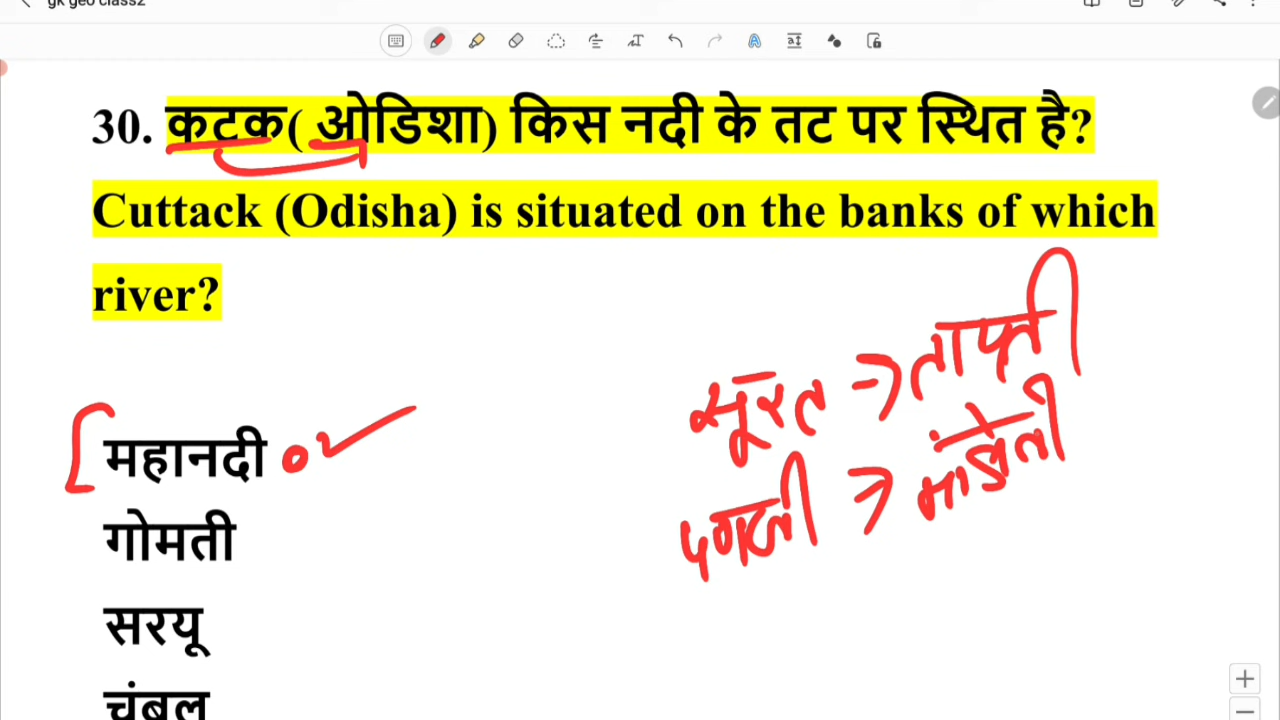 gk geo class2
30. कटक( ओडिशा) किस नदी के तट पर स्थित है?
Cuttack (Odisha) is situated on the banks of which
river?
महानदी
गोमती
सरयू
चंबल
सूरत → ताप्ती
पणजी → मांडोवी